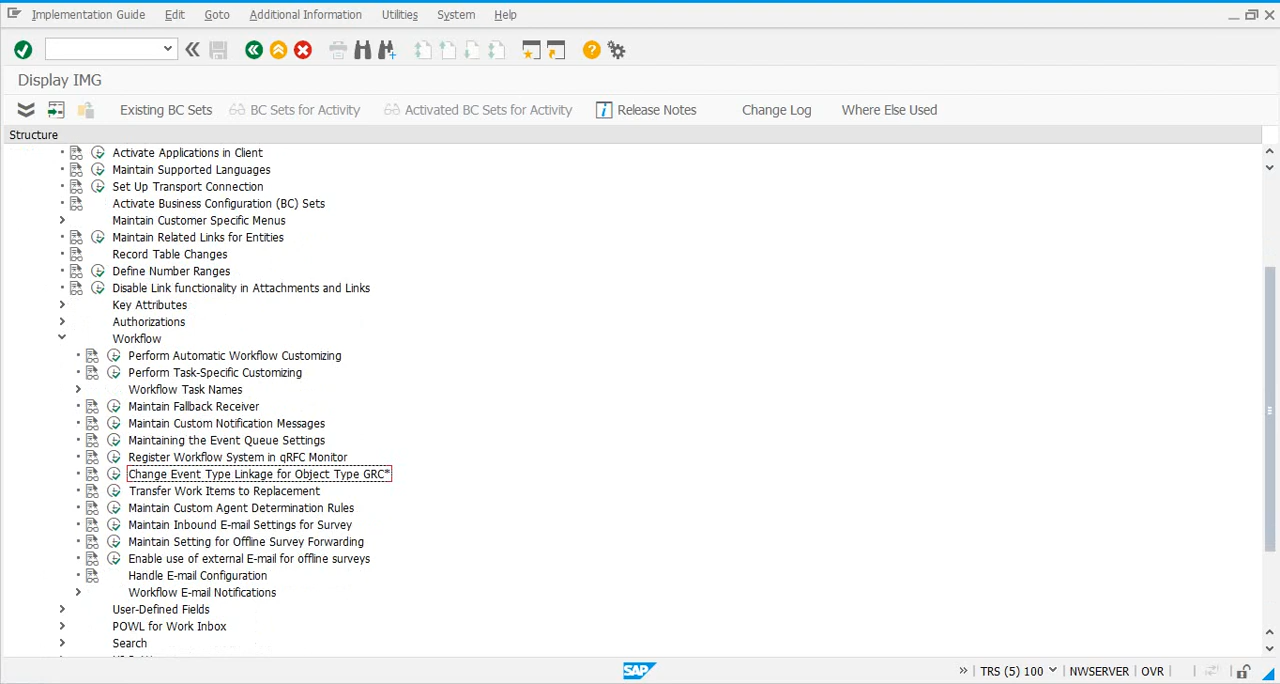 Implementation Guide Edit Goto Additional Information Utilities System Help
Display IMG
Existing BC Sets BC Sets for Activity Activated BC Sets for Activity Release Notes Change Log Where Else Used
Structure
Activate Applications in Client
Maintain Supported Languages
Set Up Transport Connection
Activate Business Configuration (BC) Sets
Maintain Customer Specific Menus
Maintain Related Links for Entities
Record Table Changes
Define Number Ranges
Disable Link functionality in Attachments and Links
Key Attributes
Authorizations
Workflow
Perform Automatic Workflow Customizing
Perform Task-Specific Customizing
Workflow Task Names
Maintain Fallback Receiver
Maintain Custom Notification Messages
Maintaining the Event Queue Settings
Register Workflow System in qRFC Monitor
Change Event Type Linkage for Object Type GRC*
Transfer Work Items to Replacement
Maintain Custom Agent Determination Rules
Maintain Inbound E-mail Settings for Survey
Maintain Setting for Offline Survey Forwarding
Enable use of external E-mail for offline surveys
Handle E-mail Configuration
Workflow E-mail Notifications
User-Defined Fields
POWL for Work Inbox
Search
SAP TRS (5) 100 NWSERVER OVR